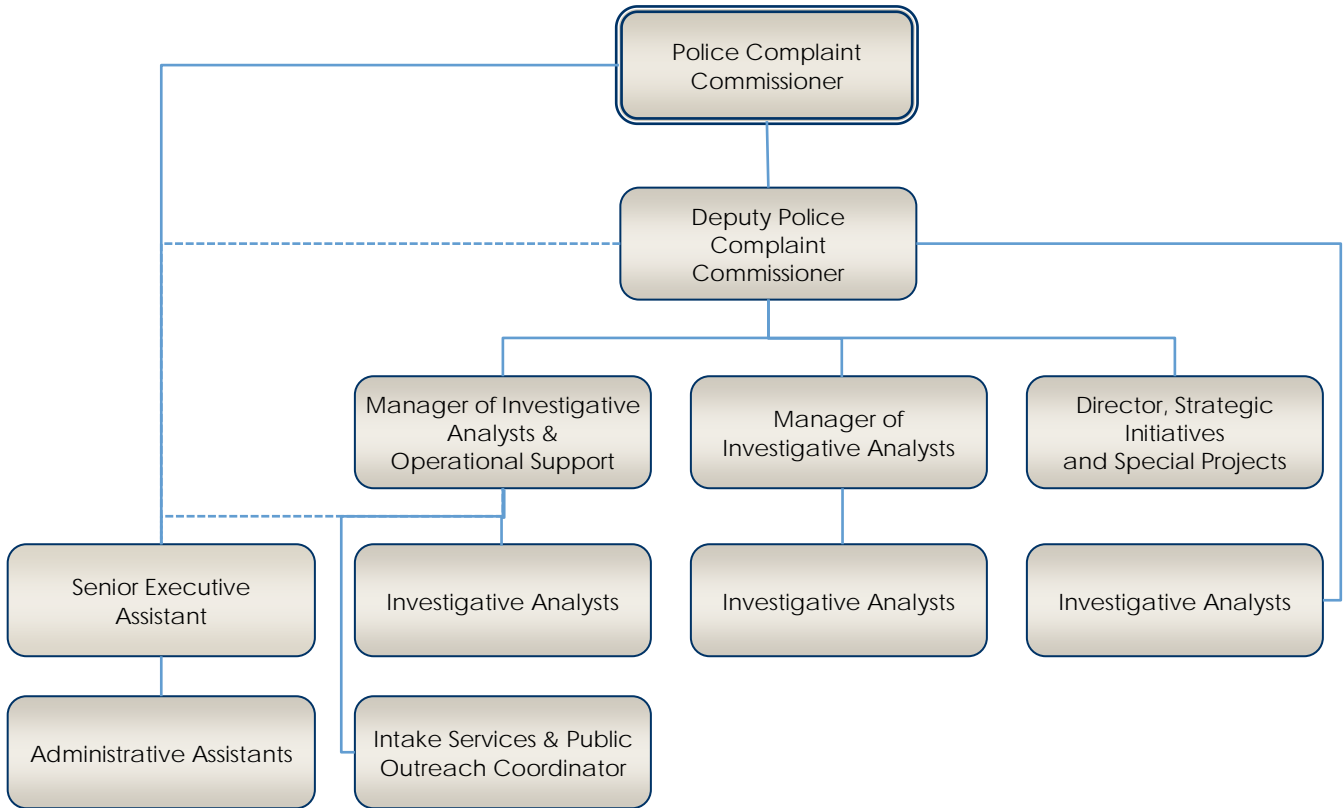 Police Complaint
Commissioner
Deputy Police
Complaint
Commissioner
Manager of Investigative
Analysts &
Operational Support
Manager of
Investigative Analysts
Director, Strategic
Initiatives
and Special Projects
Senior Executive
Assistant
Investigative Analysts
Investigative Analysts
Investigative Analysts
Administrative Assistants
Intake Services & Public
Outreach Coordinator